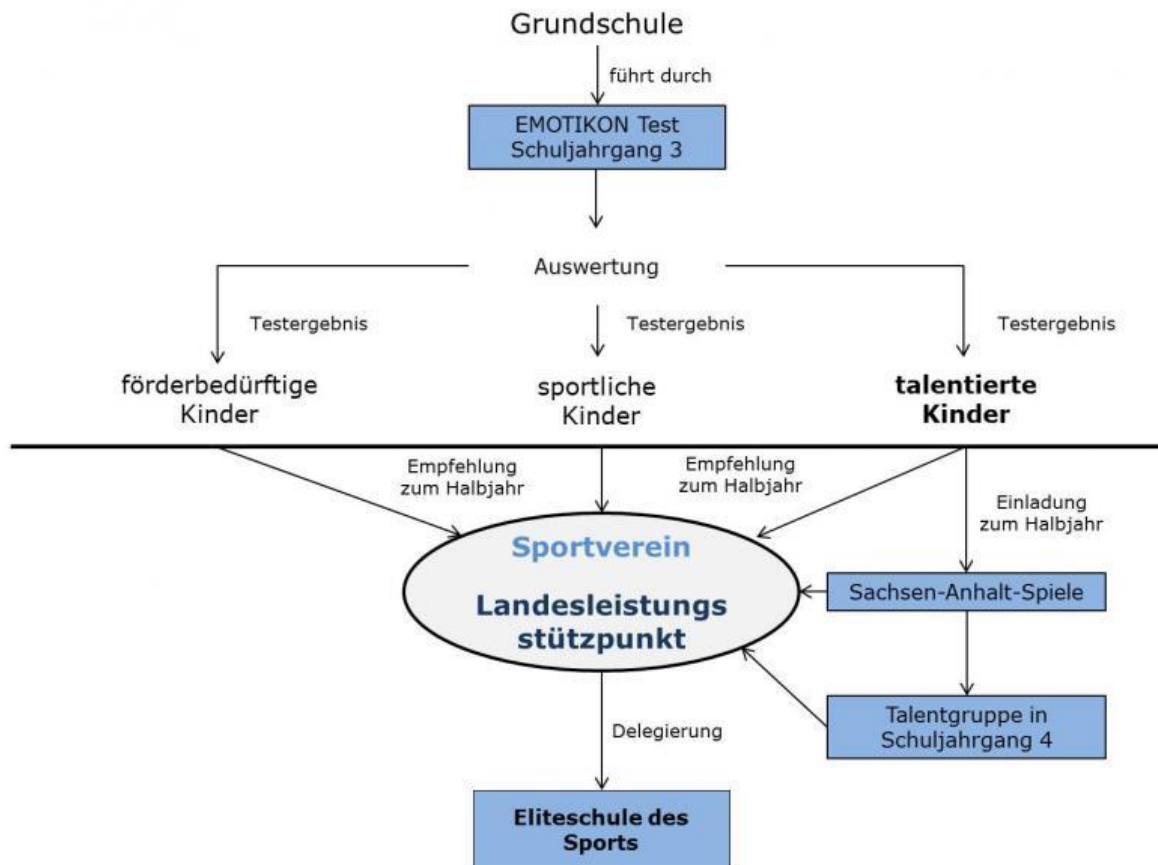 Grundschule
führt durch
EMOTIKON Test
Schuljahrgang 3
Auswertung
Testergebnis
Testergebnis
Testergebnis
förderbedürftige
Kinder
sportliche
Kinder
talentierte
Kinder
Empfehlung
zum Halbjahr
Empfehlung
zum Halbjahr
Einladung
zum Halbjahr
Sportverein
Landesleistungs
stützpunkt
Sachsen-Anhalt-Spiele
Talentgruppe in
Schuljahrgang 4
Delegierung
Eliteschule des
Sports